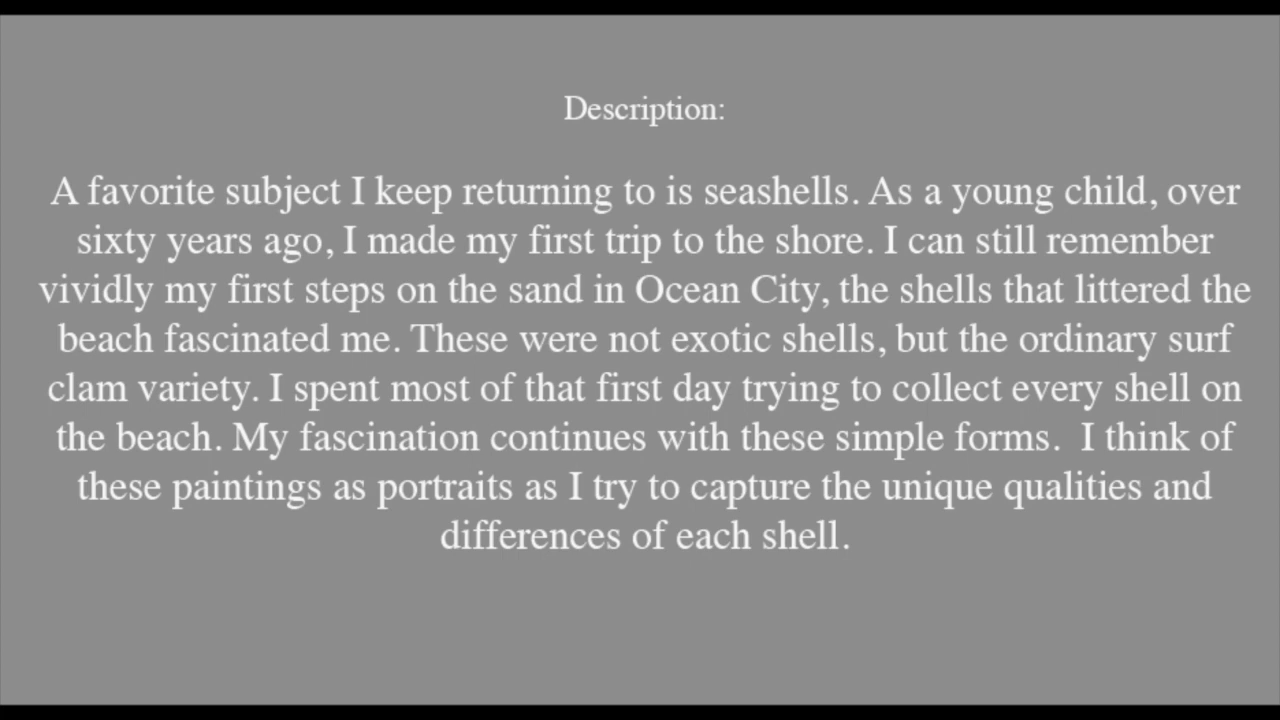 Description:
A favorite subject I keep returning to is seashells. As a young child, over
sixty years ago, I made my first trip to the shore. I can still remember
vividly my first steps on the sand in Ocean City, the shells that littered the
beach fascinated me. These were not exotic shells, but the ordinary surf
clam variety. I spent most of that first day trying to collect every shell on
the beach. My fascination continues with these simple forms.  I think of
these paintings as portraits as I try to capture the unique qualities and
differences of each shell.